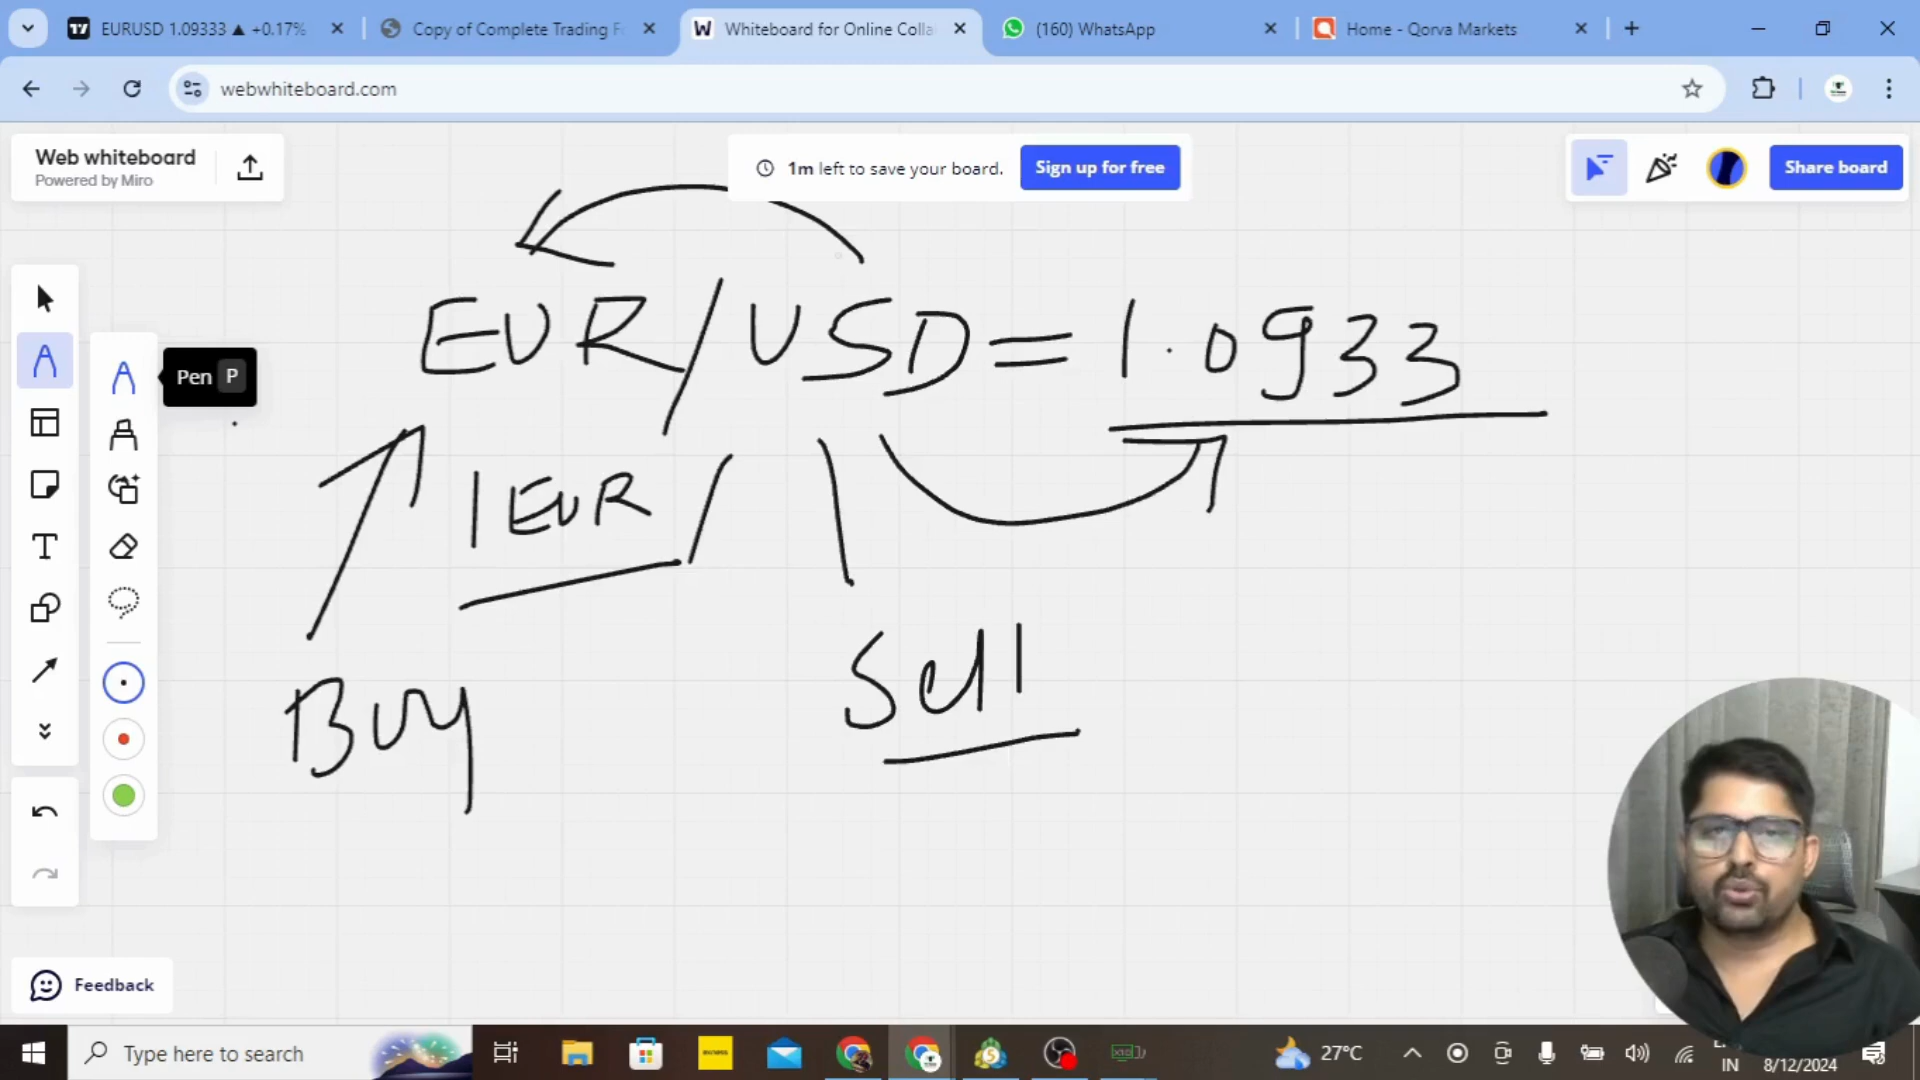 EURUSD 1.09333 ▲ +0.17%
Copy of Complete Trading F
Whiteboard for Online Colla
(160) WhatsApp
Home - Qorva Markets
webwhiteboard.com
Web whiteboard
Powered by Miro
1m left to save your board.
Sign up for free
Share board
EUR/USD = 1.0933
Pen P
1 EUR /
Sell
Buy
Feedback
Type here to search
27°C
IN
8/12/2024